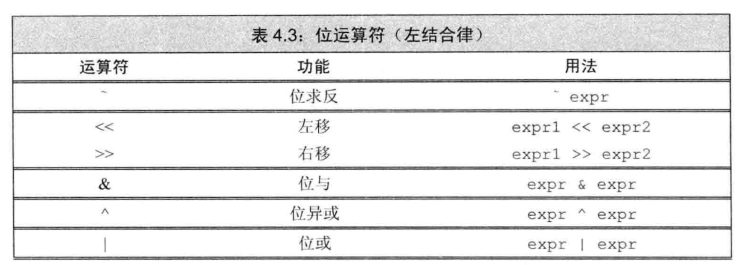 表 4.3：位运算符（左结合律）
运算符 功能 用法
~ 位求反 ~ expr
<< 左移 expr1 << expr2
>> 右移 expr1 >> expr2
& 位与 expr & expr
^ 位异或 expr ^ expr
| 位或 expr | expr